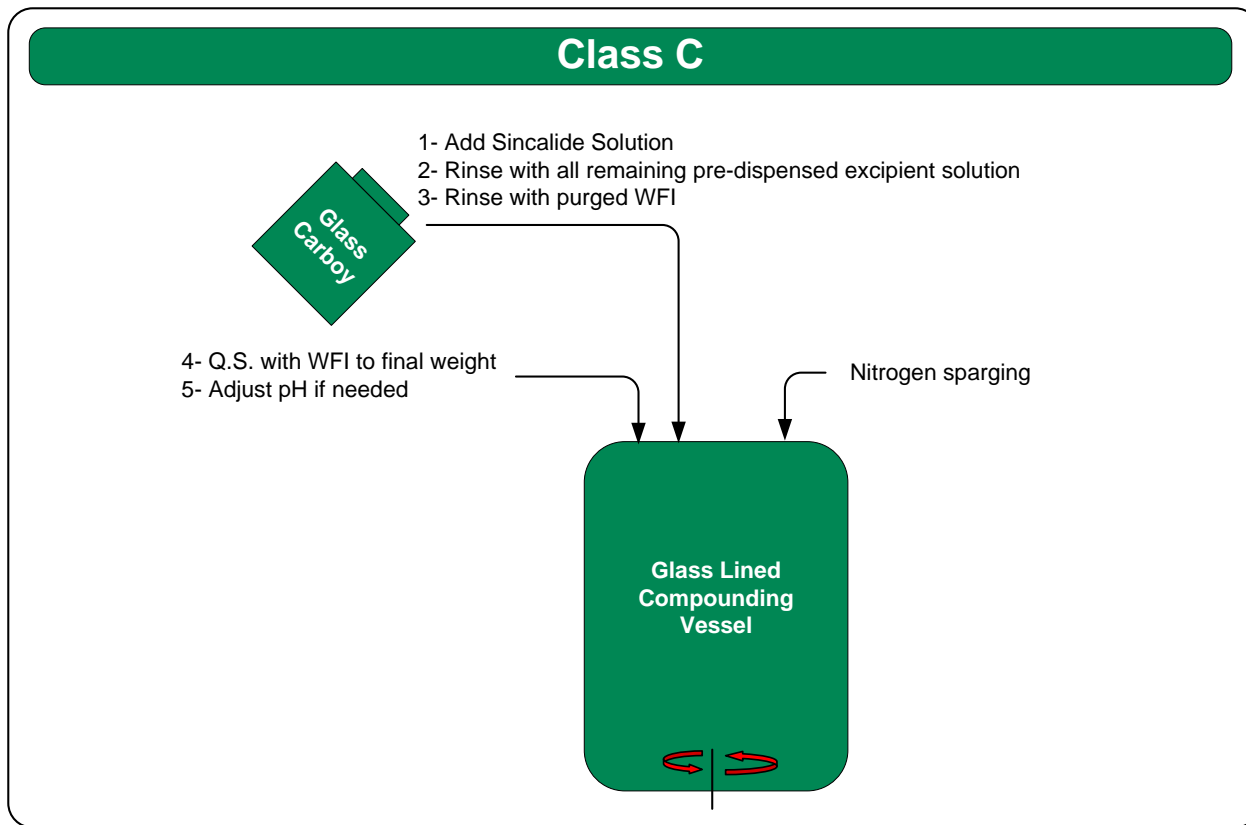 Class C
1- Add Sincalide Solution
2- Rinse with all remaining pre-dispensed excipient solution
3- Rinse with purged WFI
Glass
Carboy
4- Q.S. with WFI to final weight
5- Adjust pH if needed
Nitrogen sparging
Glass Lined
Compounding
Vessel